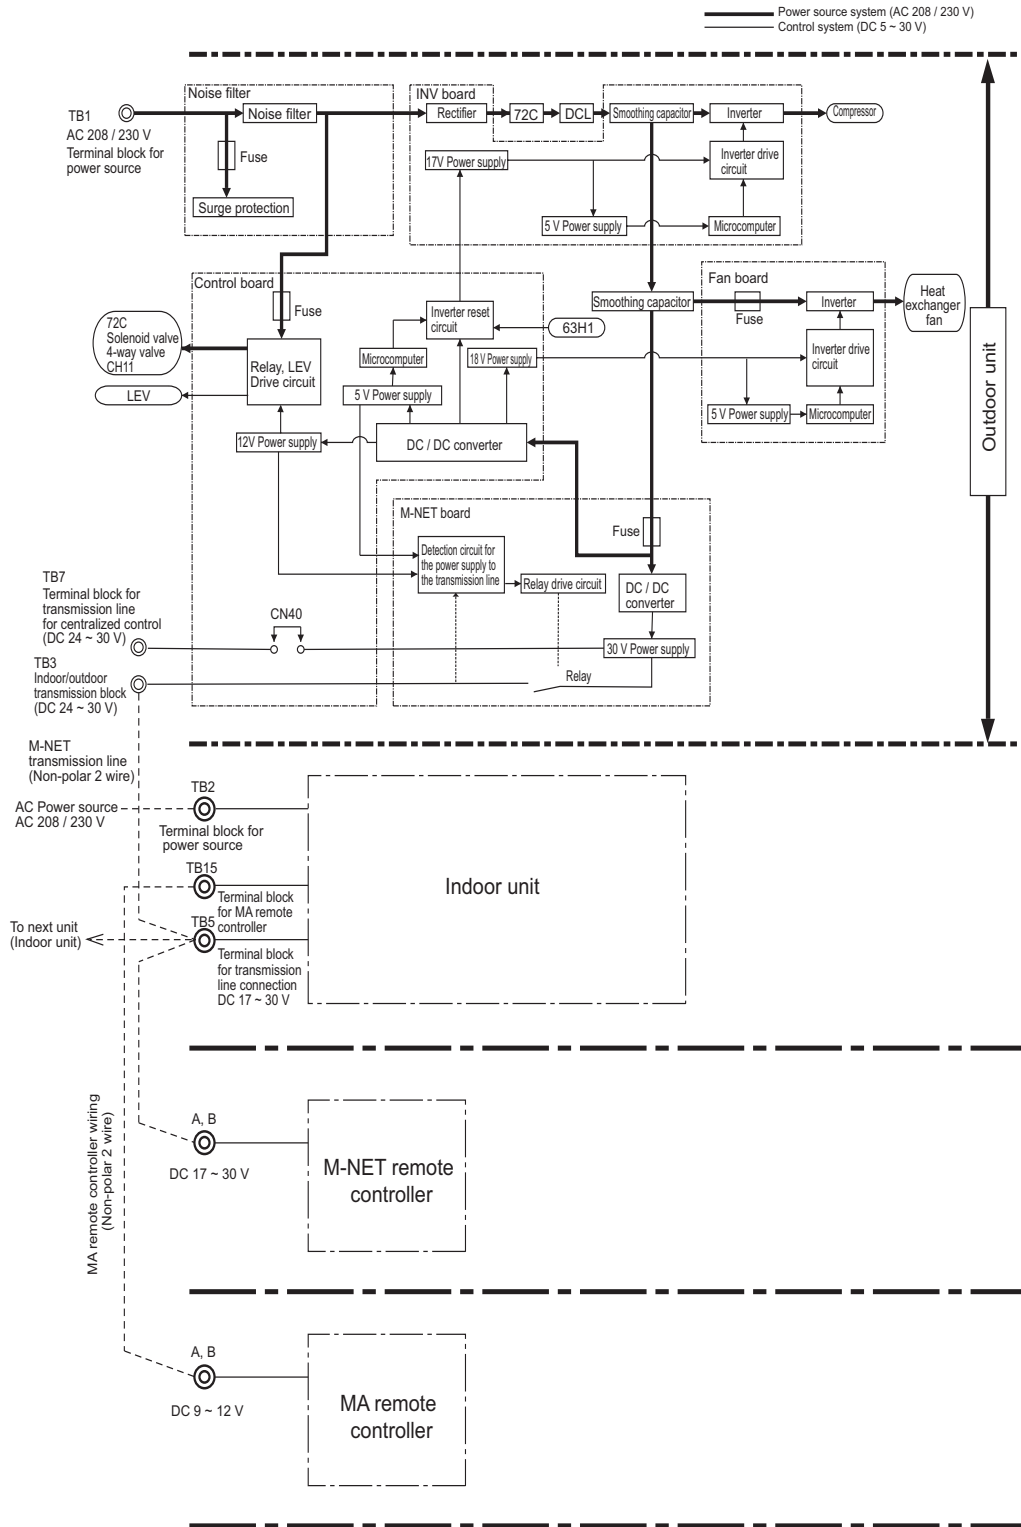 Power source system (AC 208 / 230 V)
Control system (DC 5 ~ 30 V)
Noise filter
INV board
TB1
AC 208 / 230 V
Terminal block for
power source
Noise filter
Rectifier
72C
DCL
Smoothing capacitor
Inverter
Compressor
Fuse
17V Power supply
Inverter drive
circuit
Surge protection
5 V Power supply
Microcomputer
Control board
Fan board
Fuse
Inverter reset
circuit
63H1
Smoothing capacitor
Fuse
Inverter
Heat
exchanger
fan
72C
Solenoid valve
4-way valve
CH11
LEV
Relay, LEV
Drive circuit
Microcomputer
18 V Power supply
Inverter drive
circuit
5 V Power supply
5 V Power supply
Microcomputer
12V Power supply
DC / DC converter
Outdoor unit
M-NET board
Fuse
Detection circuit for
the power supply to
the transmission line
Relay drive circuit
DC / DC
converter
TB7
Terminal block for
transmission line
for centralized control
(DC 24 ~ 30 V)
CN40
30 V Power supply
TB3
Indoor/outdoor
transmission block
(DC 24 ~ 30 V)
Relay
M-NET
transmission line
(Non-polar 2 wire)
TB2
AC Power source
AC 208 / 230 V
Terminal block for
power source
TB15
Terminal block
for MA remote
controller
Indoor unit
To next unit
(Indoor unit)
TB5
Terminal block
for transmission
line connection
DC 17 ~ 30 V
MA remote controller wiring
(Non-polar 2 wire)
A, B
DC 17 ~ 30 V
M-NET remote
controller
A, B
DC 9 ~ 12 V
MA remote
controller